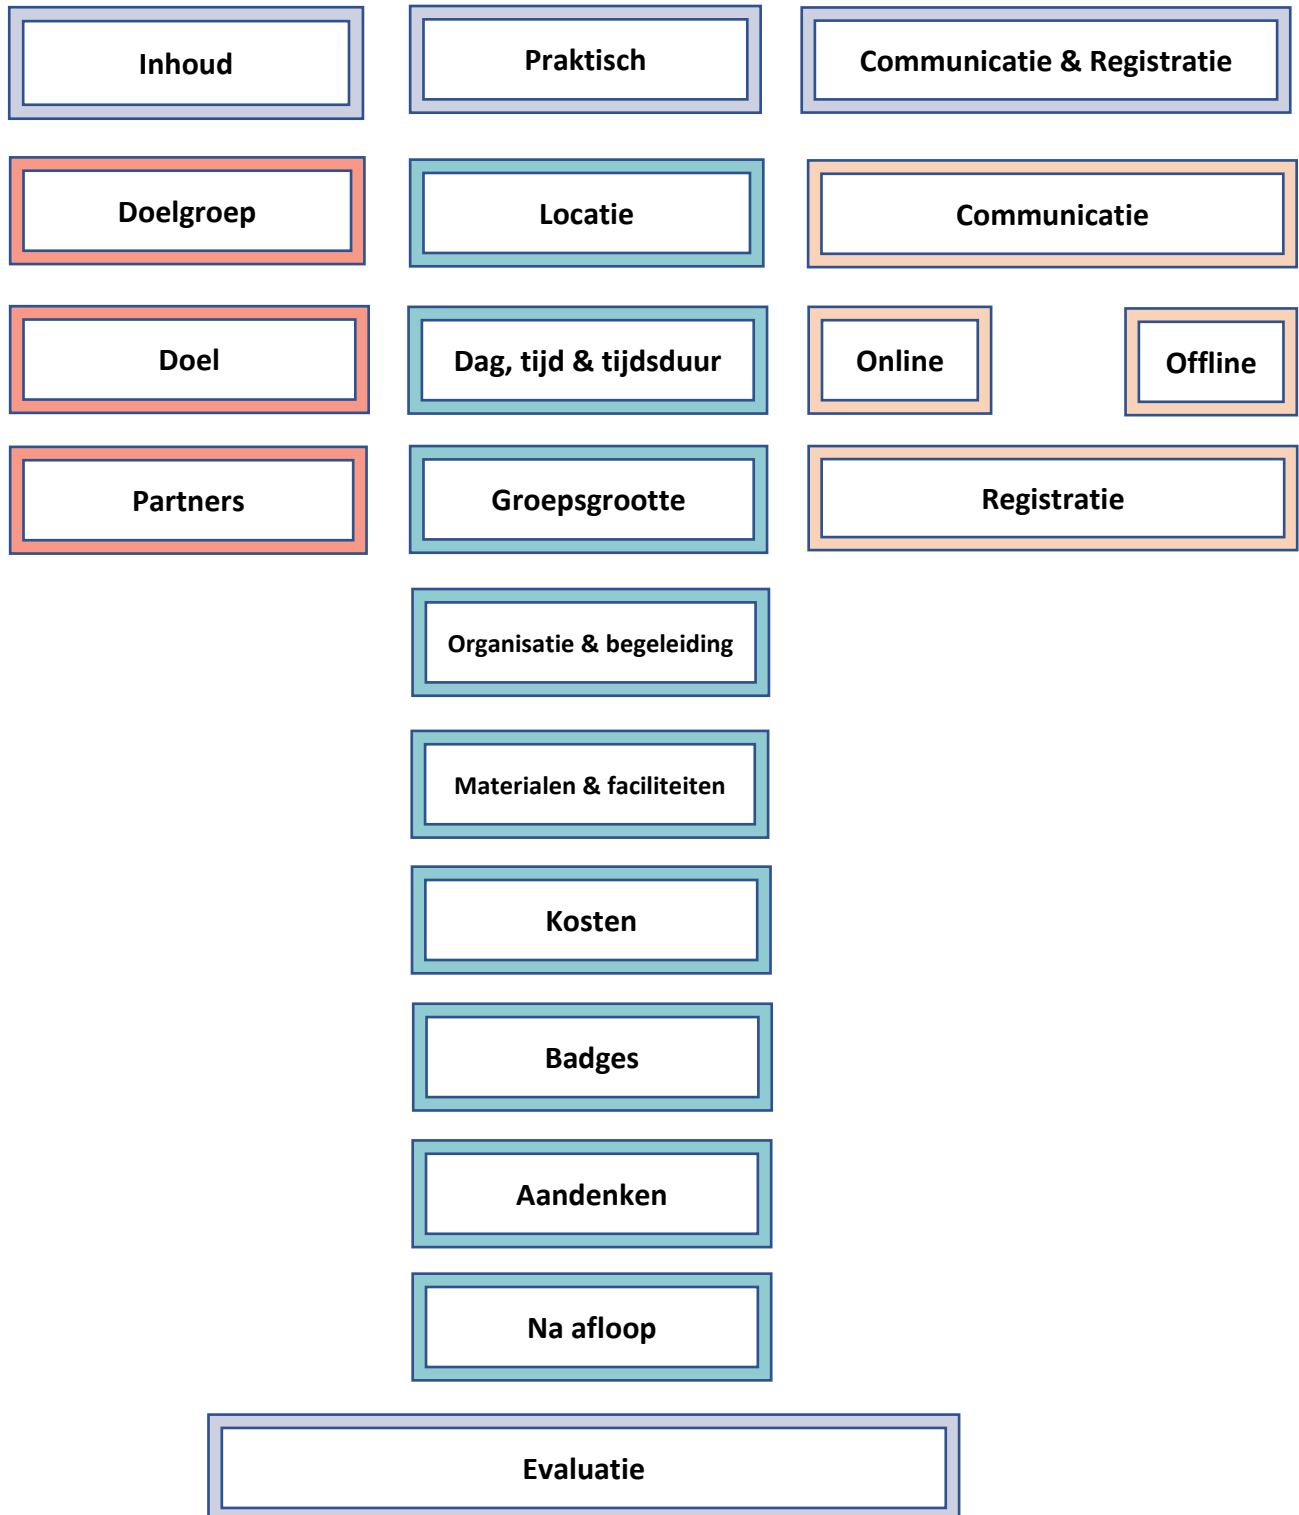 Inhoud
Praktisch
Communicatie & Registratie
Doelgroep
Locatie
Communicatie
Doel
Dag, tijd & tijdsduur
Online
Offline
Partners
Groepsgrootte
Registratie
Organisatie & begeleiding
Materialen & faciliteiten
Kosten
Badges
Aandenken
Na afloop
Evaluatie